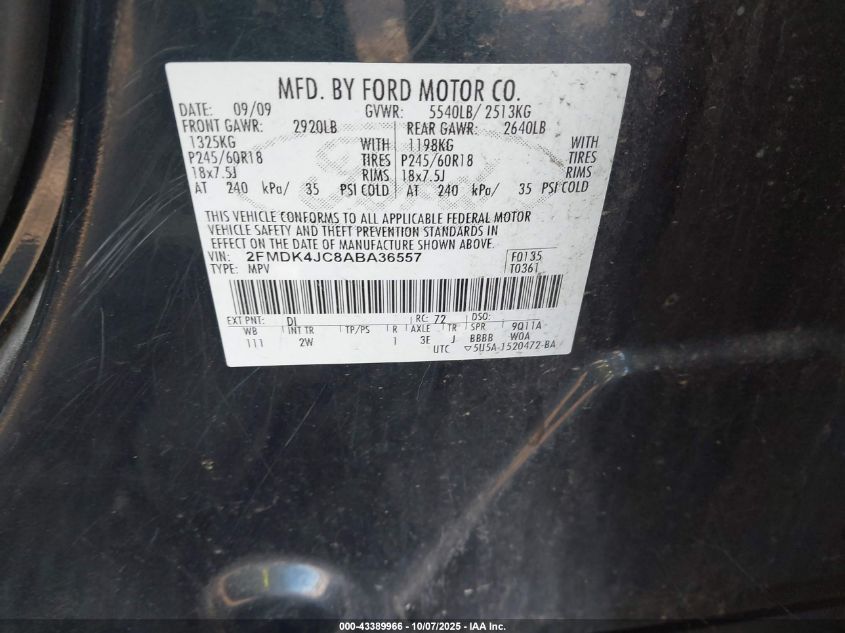 MFD. BY FORD MOTOR CO.
DATE: 09/09 GVWR: 5540LB/ 2513KG
FRONT GAWR: 2920LB REAR GAWR: 2640LB
1325KG WITH 1198KG WITH
P245/60R18 TIRES P245/60R18 TIRES
18x7.5J RIMS 18x7.5J RIMS
AT 240 kPa/ 35 PSI COLD AT 240 kPa/ 35 PSI COLD
THIS VEHICLE CONFORMS TO ALL APPLICABLE FEDERAL MOTOR
VEHICLE SAFETY AND THEFT PREVENTION STANDARDS IN
EFFECT ON THE DATE OF MANUFACTURE SHOWN ABOVE.
VIN: 2FMDK4JC8ABA36557 F0135
TYPE: MPV T0361
EXT PNT: DI RC: 72 DSO:
WB INT TR TP/PS R AXLE TR SPR 9Q11A
111 2W 1 3E J BBBB WOA
UTC ▽5U5A-1520472-BA
000-43389966 - 10/07/2025 - IAA Inc.